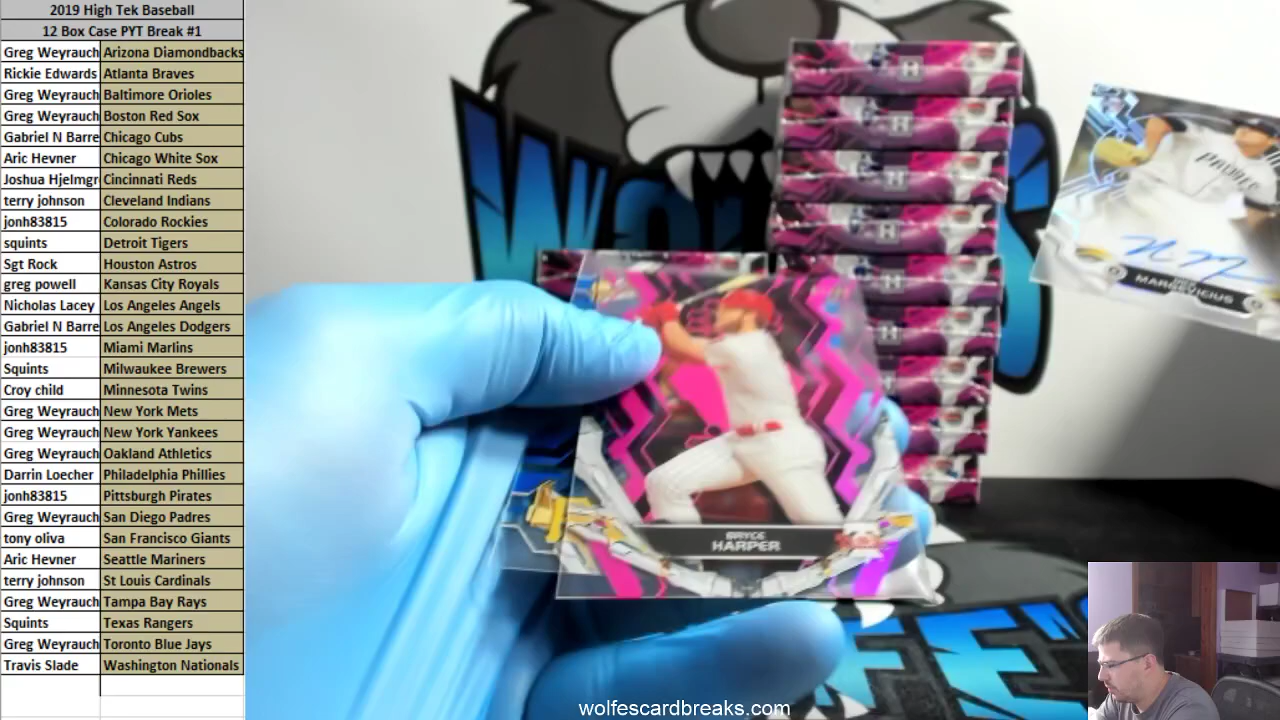 2019 High Tek Baseball
12 Box Case PYT Break #1
Greg Weyrauch Arizona Diamondbacks
Rickie Edwards Atlanta Braves
Greg Weyrauch Baltimore Orioles
Greg Weyrauch Boston Red Sox
Gabriel N Barre Chicago Cubs
Aric Hevner Chicago White Sox
Joshua Hjelmgr Cincinnati Reds
terry johnson Cleveland Indians
jonh83815 Colorado Rockies
squints Detroit Tigers
Sgt Rock Houston Astros
greg powell Kansas City Royals
Nicholas Lacey Los Angeles Angels
Gabriel N Barre Los Angeles Dodgers
jonh83815 Miami Marlins
Squints Milwaukee Brewers
Croy child Minnesota Twins
Greg Weyrauch New York Mets
Greg Weyrauch New York Yankees
Greg Weyrauch Oakland Athletics
Darrin Loecher Philadelphia Phillies
jonh83815 Pittsburgh Pirates
Greg Weyrauch San Diego Padres
tony oliva San Francisco Giants
Aric Hevner Seattle Mariners
terry johnson St Louis Cardinals
Greg Weyrauch Tampa Bay Rays
Squints Texas Rangers
Greg Weyrauch Toronto Blue Jays
Travis Slade Washington Nationals
BRYCE
HARPER
MARGEVICIUS
wolfescardbreaks.com